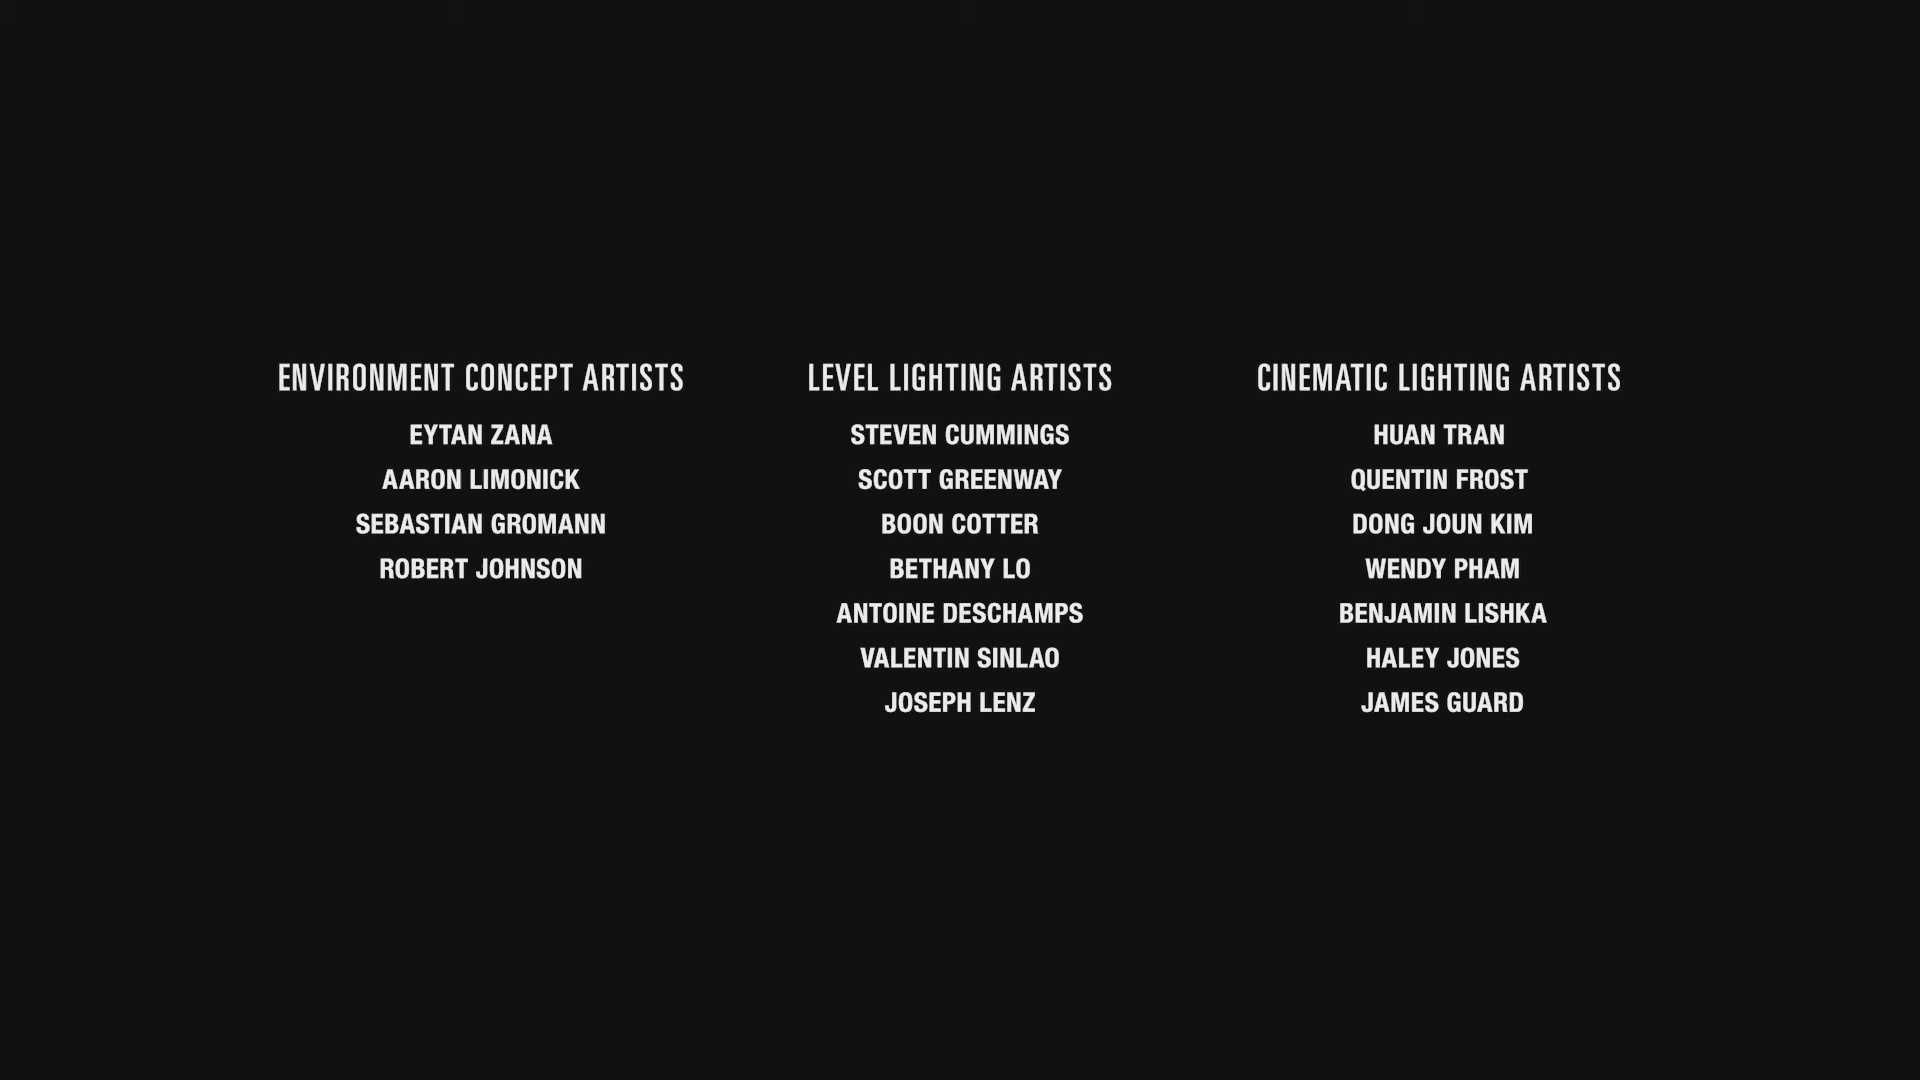 ENVIRONMENT CONCEPT ARTISTS
EYTAN ZANA
AARON LIMONICK
SEBASTIAN GROMANN
ROBERT JOHNSON
LEVEL LIGHTING ARTISTS
STEVEN CUMMINGS
SCOTT GREENWAY
BOON COTTER
BETHANY LO
ANTOINE DESCHAMPS
VALENTIN SINLAO
JOSEPH LENZ
CINEMATIC LIGHTING ARTISTS
HUAN TRAN
QUENTIN FROST
DONG JOUN KIM
WENDY PHAM
BENJAMIN LISHKA
HALEY JONES
JAMES GUARD